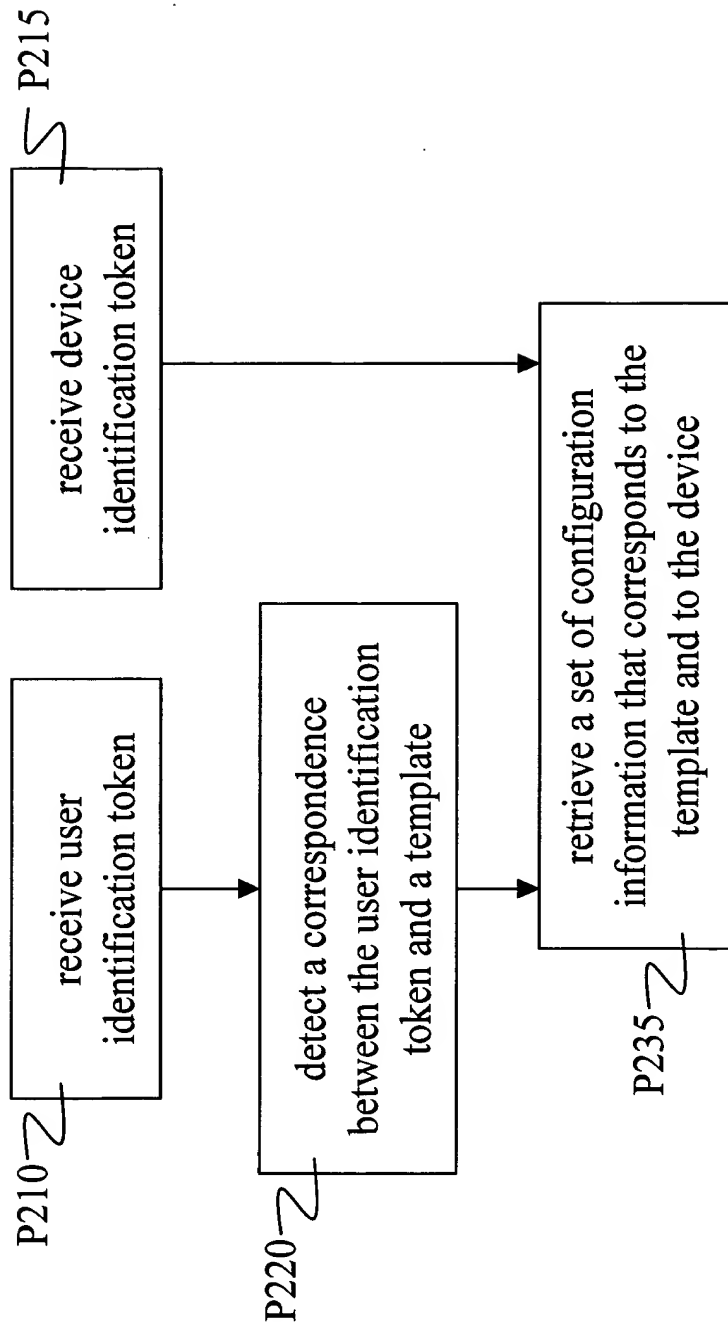 P210
receive user
identification token
P215
receive device
identification token
P220
detect a correspondence
between the user identification
token and a template
P235
retrieve a set of configuration
information that corresponds to the
template and to the device